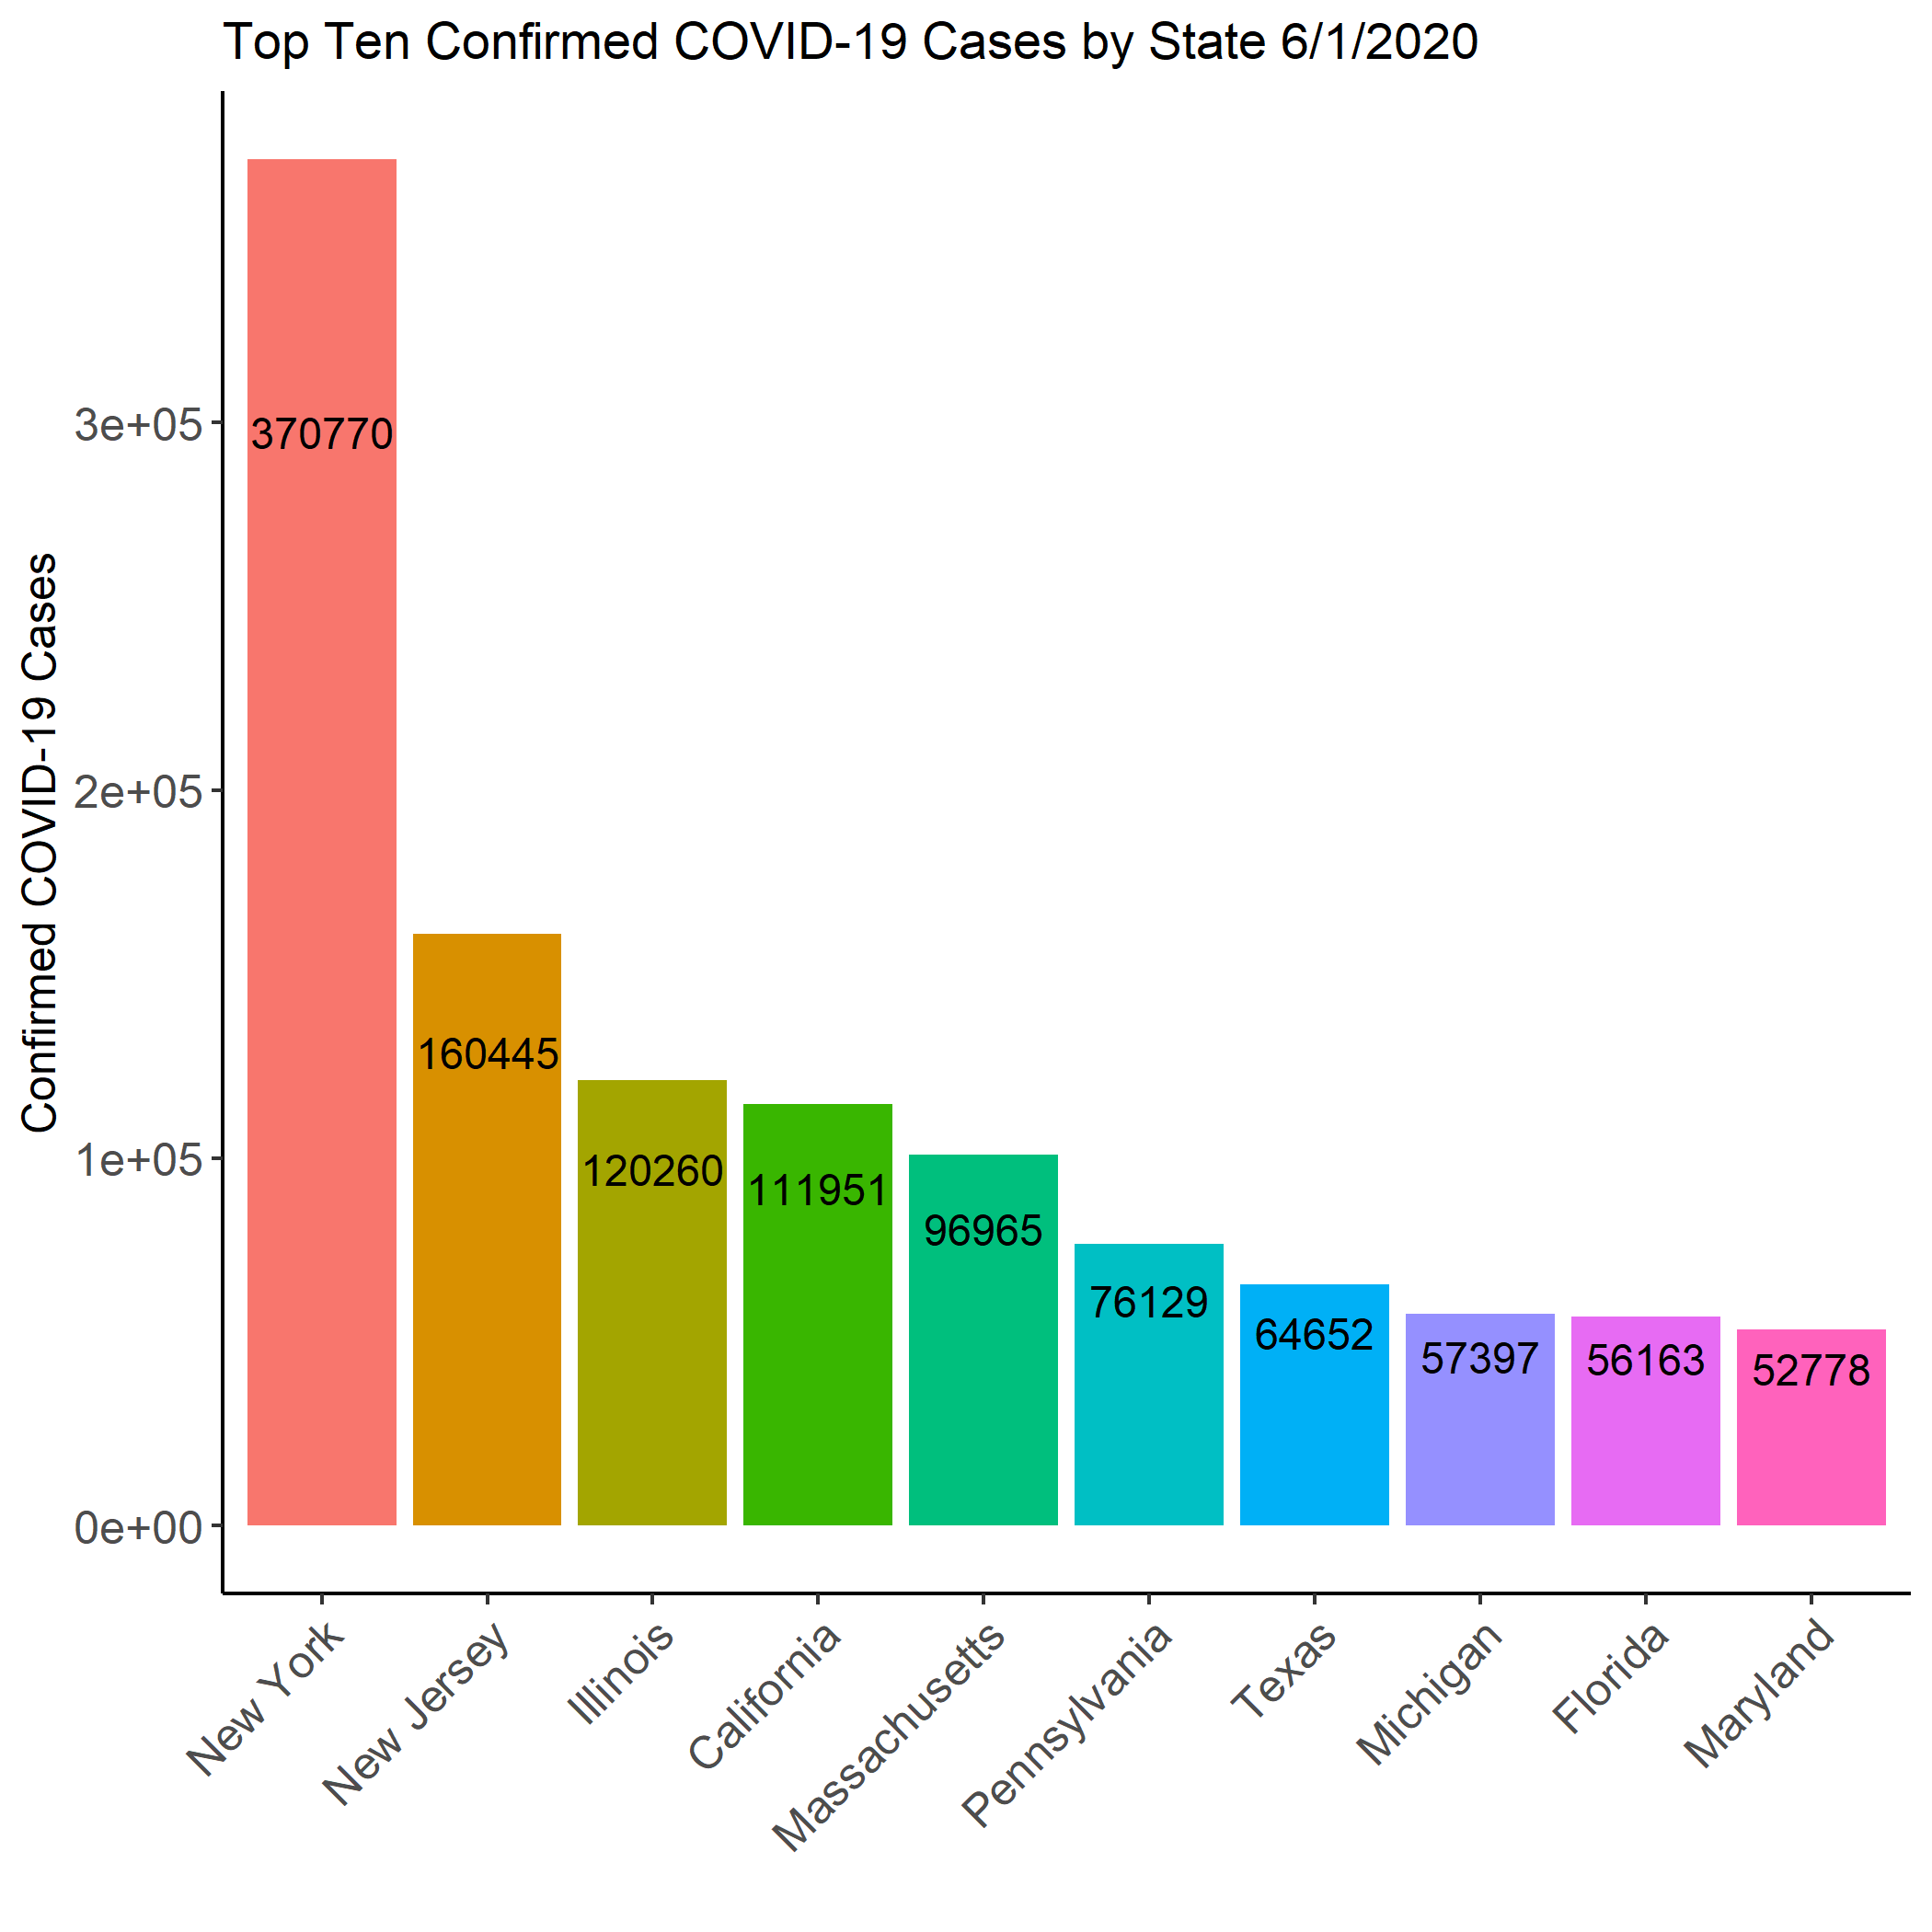 Top Ten Confirmed COVID-19 Cases by State 6/1/2020
Confirmed COVID-19 Cases
3e+05
2e+05
1e+05
0e+00
370770
160445
120260
111951
96965
76129
64652
57397
56163
52778
New York
New Jersey
Illinois
California
Massachusetts
Pennsylvania
Texas
Michigan
Florida
Maryland